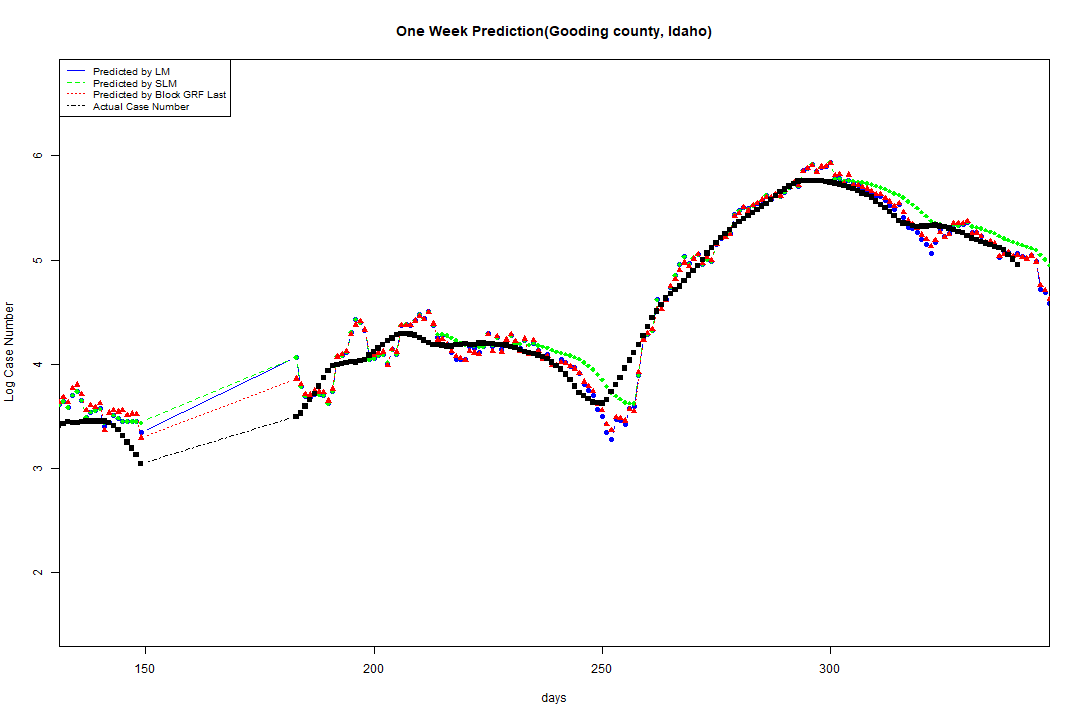 One Week Prediction(Gooding county, Idaho)
Predicted by LM
Predicted by SLM
Predicted by Block GRF Last
Actual Case Number
Log Case Number
6
5
4
3
2
150 200 250 300
days